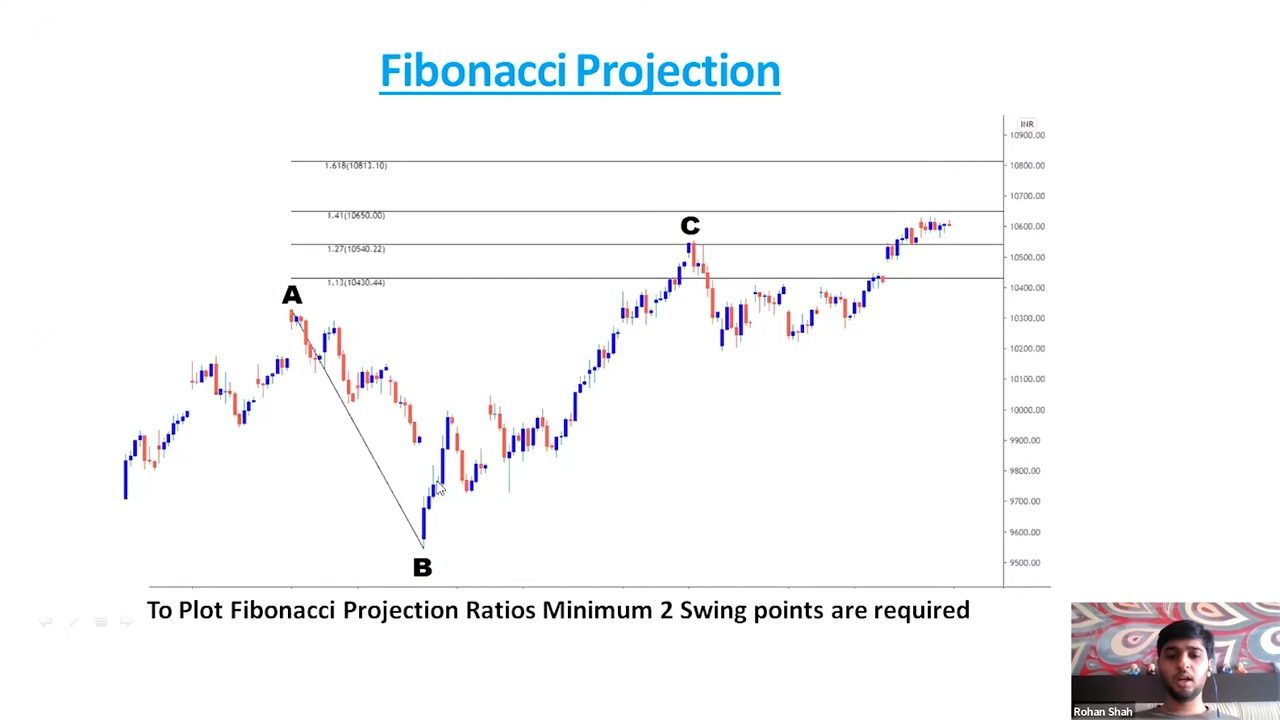 Fibonacci Projection
INR
10900.00
1.618(10813.10)
10800.00
10700.00
1.41(10650.00)
C
10600.00
1.27(10540.22)
10500.00
1.13(10430.44)
10400.00
A
10300.00
10200.00
10100.00
10000.00
9900.00
9800.00
9700.00
9600.00
9500.00
B
To Plot Fibonacci Projection Ratios Minimum 2 Swing points are required
Rohan Shah